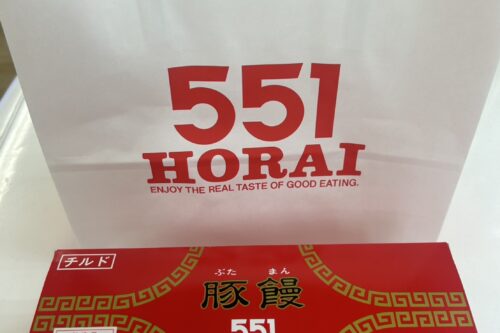 551
HORAI
ENJOY THE REAL TASTE OF GOOD EATING.
チルド
ぶた まん
豚饅
551